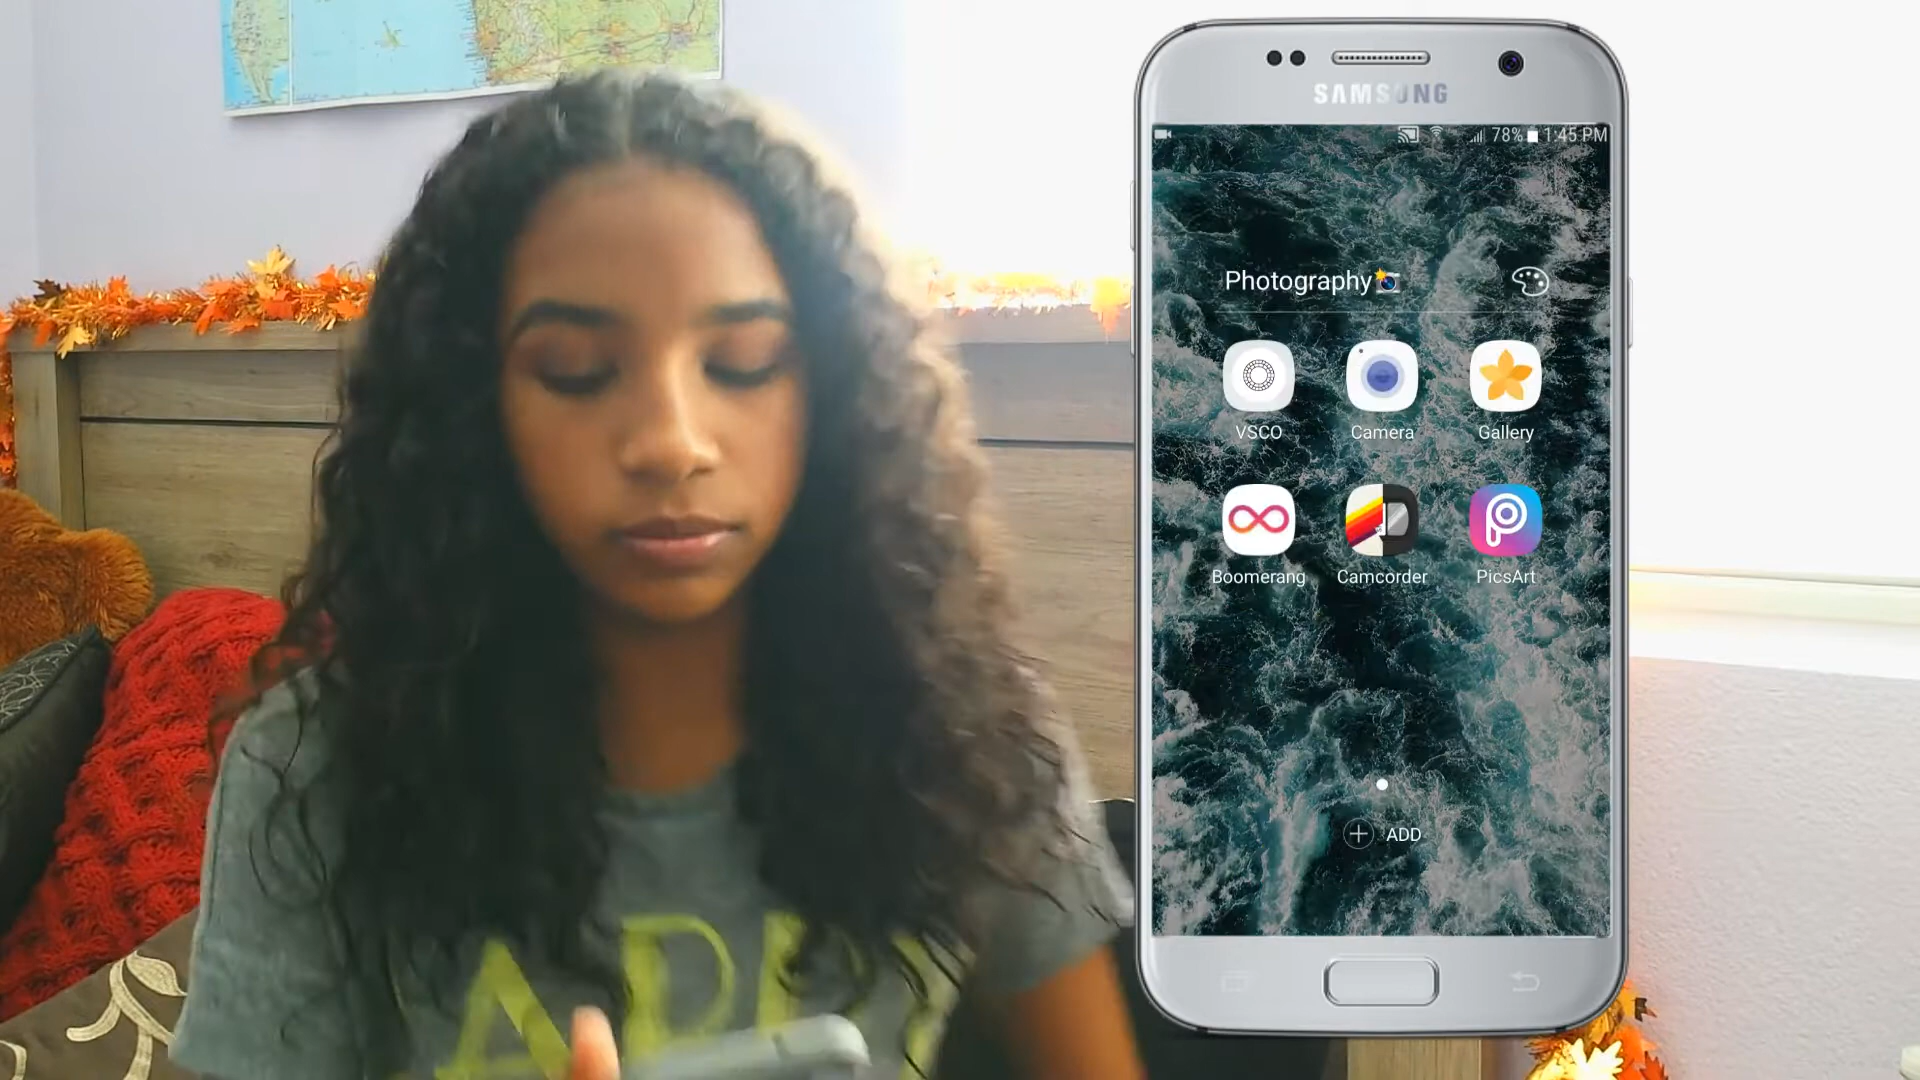 SAMSUNG
78% 1:45 PM
Photography
VSCO Camera Gallery
Boomerang Camcorder PicsArt
ADD